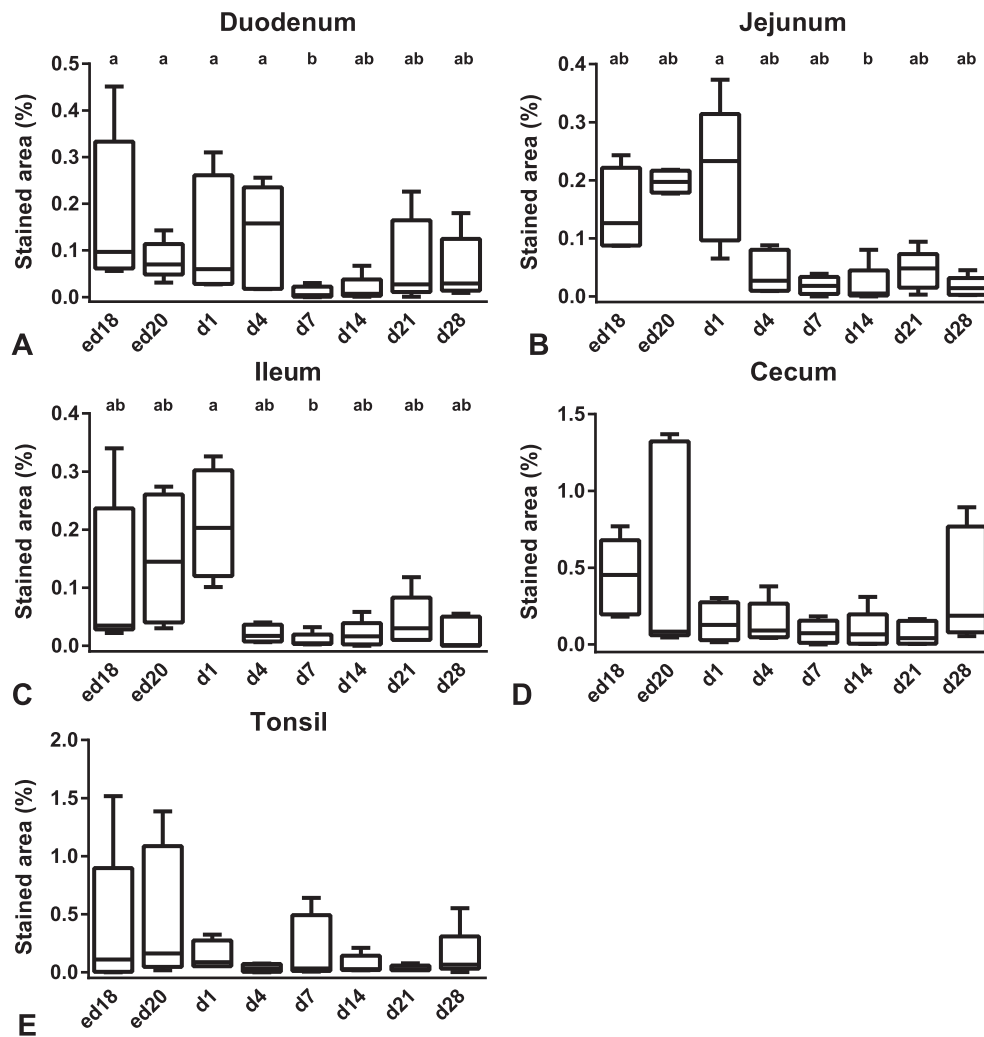 Duodenum
a a a a b ab ab ab
Stained area (%)
0.5
0.4
0.3
0.2
0.1
0.0
ed18 ed20 d1 d4 d7 d14 d21 d28
A
Jejunum
ab ab a ab ab b ab ab
Stained area (%)
0.4
0.3
0.2
0.1
0.0
ed18 ed20 d1 d4 d7 d14 d21 d28
B
Ileum
ab ab a ab b ab ab ab
Stained area (%)
0.4
0.3
0.2
0.1
0.0
ed18 ed20 d1 d4 d7 d14 d21 d28
C
Cecum
Stained area (%)
1.5
1.0
0.5
0.0
ed18 ed20 d1 d4 d7 d14 d21 d28
D
Tonsil
Stained area (%)
2.0
1.5
1.0
0.5
0.0
ed18 ed20 d1 d4 d7 d14 d21 d28
E